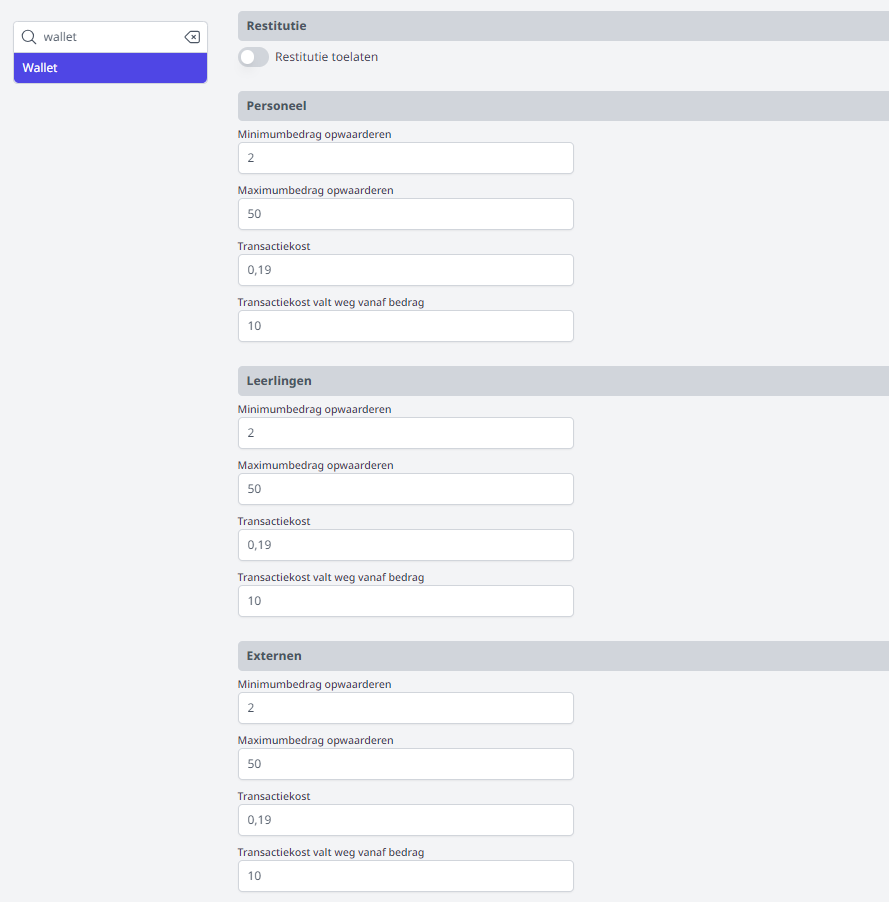 wallet
Wallet
Restitutie
Restitutie toelaten
Personeel
Minimumbedrag opwaarderen
2
Maximumbedrag opwaarderen
50
Transactiekost
0,19
Transactiekost valt weg vanaf bedrag
10
Leerlingen
Minimumbedrag opwaarderen
2
Maximumbedrag opwaarderen
50
Transactiekost
0,19
Transactiekost valt weg vanaf bedrag
10
Externen
Minimumbedrag opwaarderen
2
Maximumbedrag opwaarderen
50
Transactiekost
0,19
Transactiekost valt weg vanaf bedrag
10